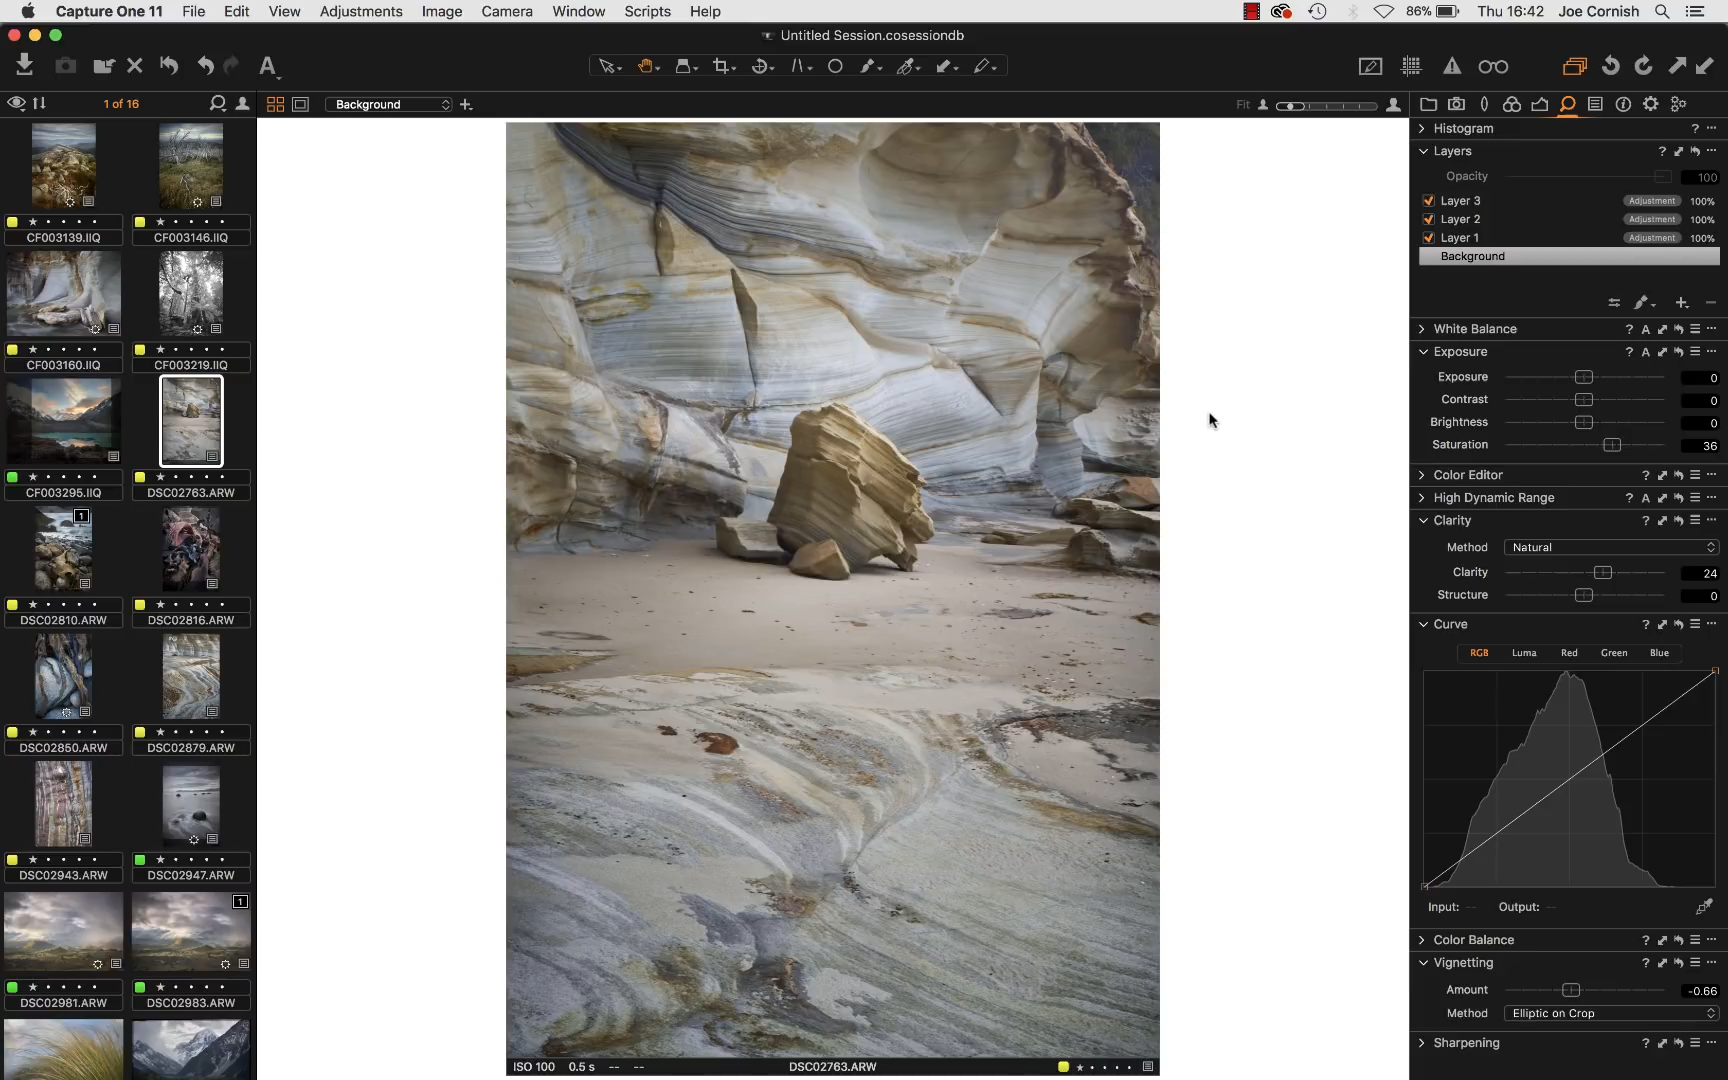 Capture One 11 File Edit View Adjustments Image Camera Window Scripts Help 86% Thu 16:42 Joe Cornish
Untitled Session.cosessiondb
A
1 of 16 Background Fit
CF003139.IIQ CF003146.IIQ
CF003160.IIQ CF003219.IIQ
CF003295.IIQ DSC02763.ARW
1
DSC02810.ARW DSC02816.ARW
DSC02850.ARW DSC02879.ARW
DSC02943.ARW DSC02947.ARW
1
DSC02981.ARW DSC02983.ARW
ISO 100 0.5 s -- -- DSC02763.ARW
Histogram ?
Layers ?
Opacity 100
Layer 3 Adjustment 100%
Layer 2 Adjustment 100%
Layer 1 Adjustment 100%
Background
White Balance ? A
Exposure ? A
Exposure 0
Contrast 0
Brightness 0
Saturation 36
Color Editor ?
High Dynamic Range ? A
Clarity ?
Method Natural
Clarity 24
Structure 0
Curve ?
RGB Luma Red Green Blue
Input: -- Output: --
Color Balance ?
Vignetting ?
Amount -0.66
Method Elliptic on Crop
Sharpening ?